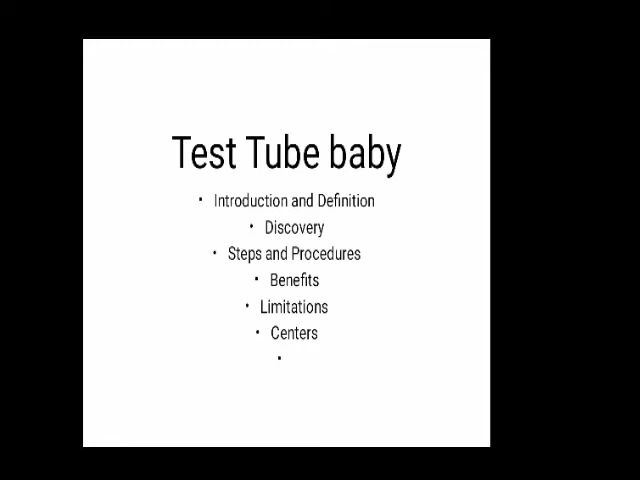 Test Tube baby
• Introduction and Definition
• Discovery
• Steps and Procedures
• Benefits
• Limitations
• Centers
•